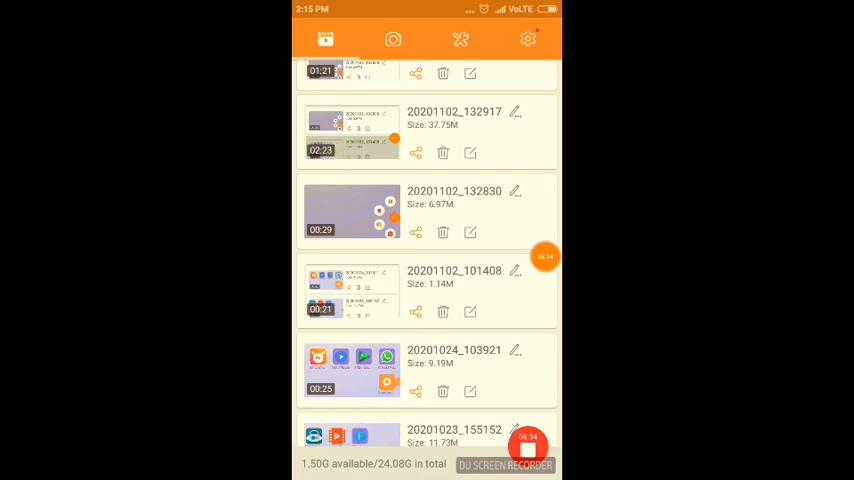 2:15 PM
... VoLTE
01:21
20201102_132917
Size: 37.75M
02:23
20201102_132830
Size: 6.97M
00:29
06:34
20201102_101408
Size: 1.14M
00:21
20201024_103921
Size: 9.19M
00:25
20201023_155152
Size: 11.73M
06:34
1.50G available/24.08G in total
DU SCREEN RECORDER